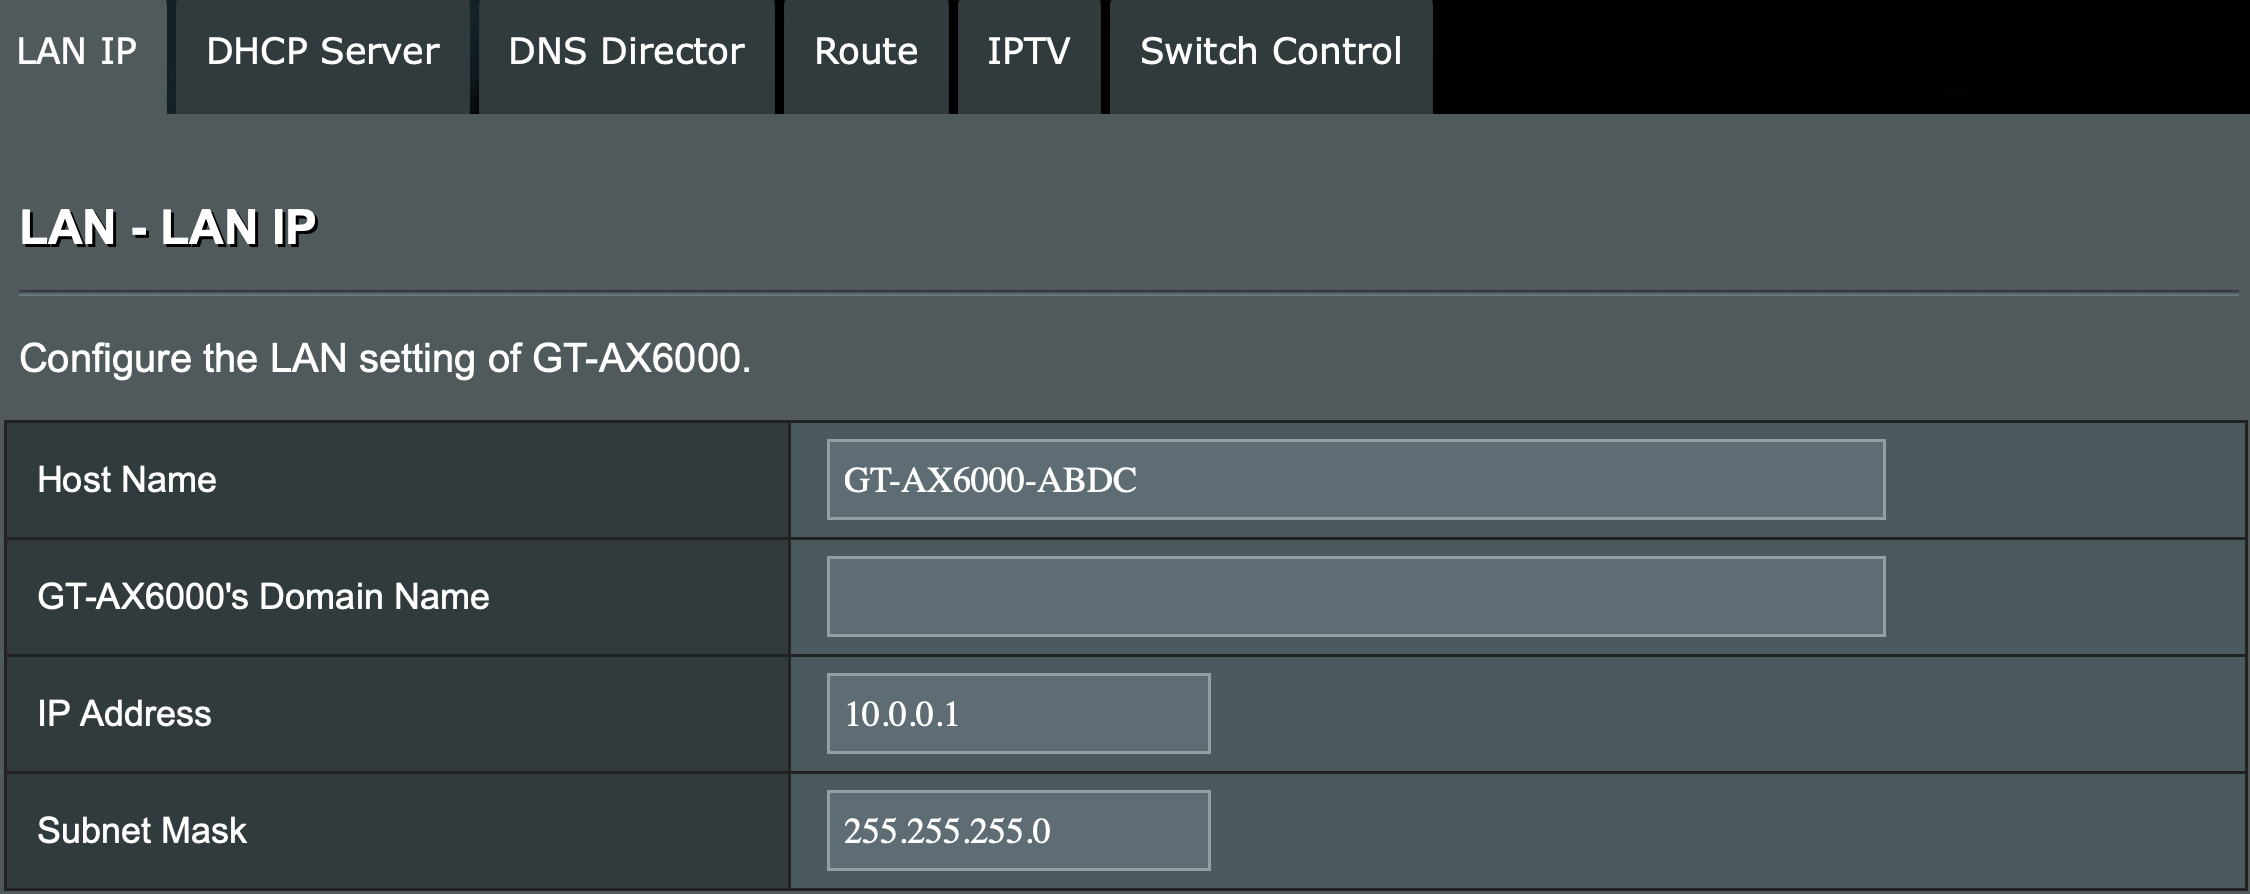 LAN IP DHCP Server DNS Director Route IPTV Switch Control
LAN - LAN IP
Configure the LAN setting of GT-AX6000.
Host Name GT-AX6000-ABDC
GT-AX6000's Domain Name
IP Address 10.0.0.1
Subnet Mask 255.255.255.0